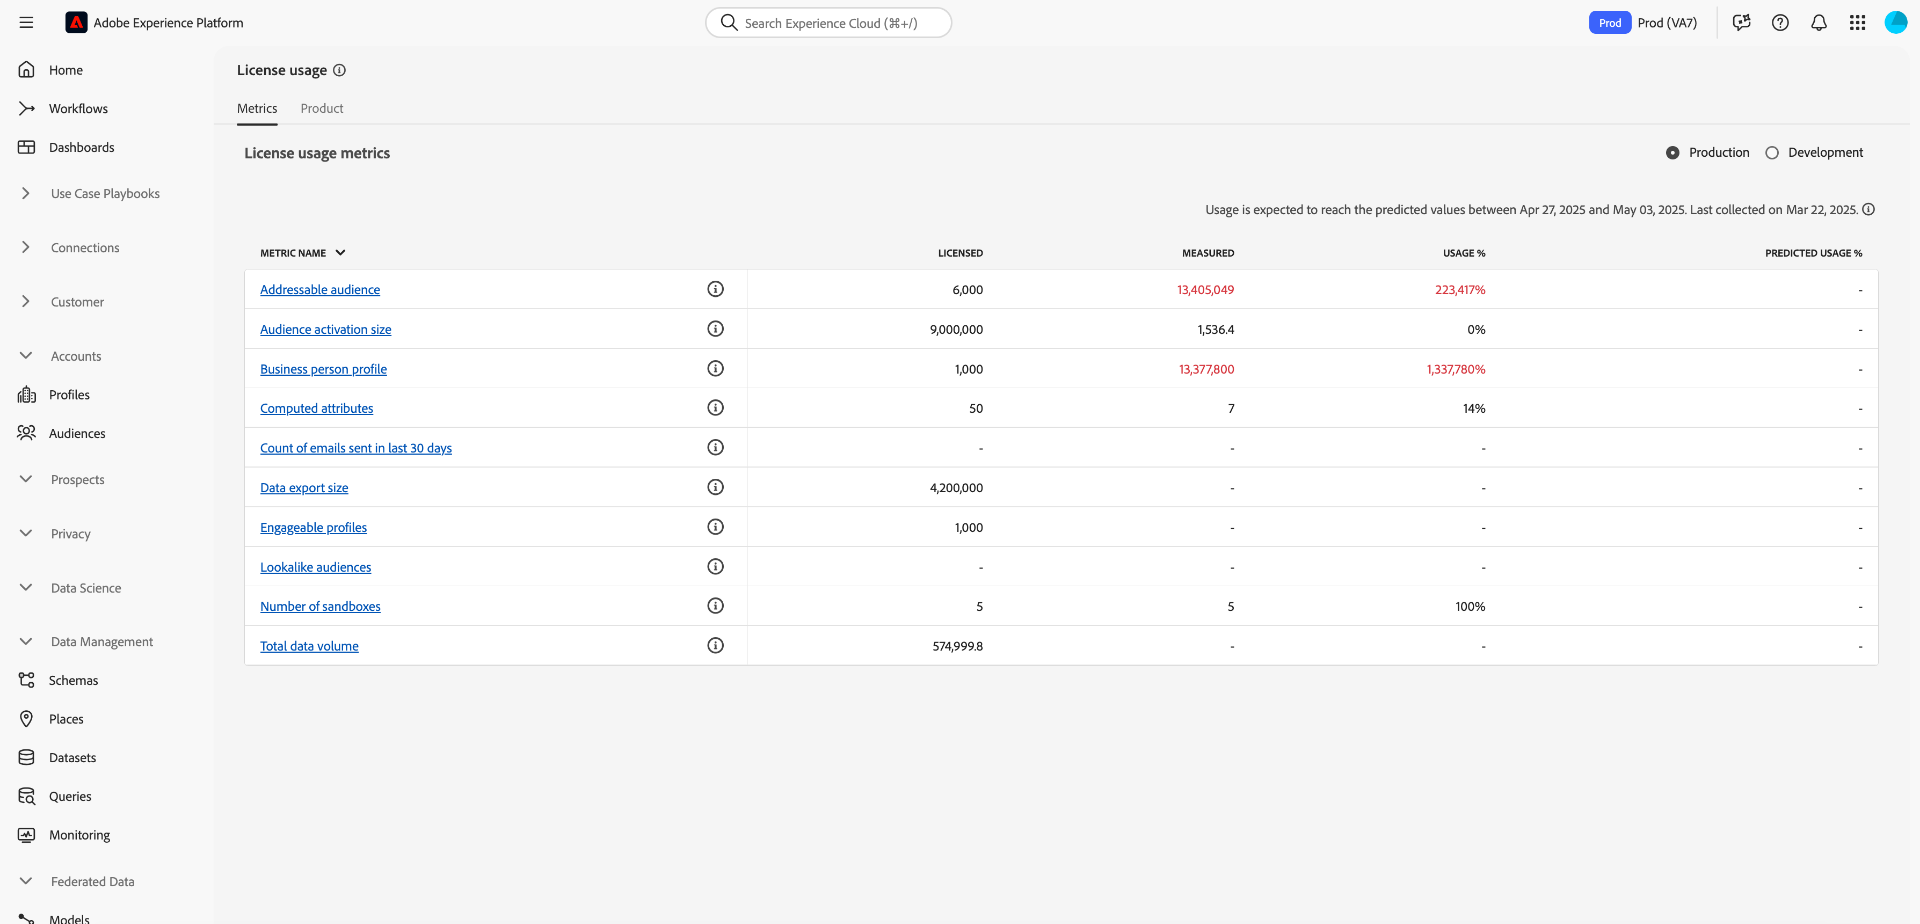 Adobe Experience Platform
Search Experience Cloud (⌘+/)
Prod
Prod (VA7)
Home
Workflows
Dashboards
Use Case Playbooks
Connections
Customer
Accounts
Profiles
Audiences
Prospects
Privacy
Data Science
Data Management
Schemas
Places
Datasets
Queries
Monitoring
Federated Data
Models
License usage
Metrics
Product
License usage metrics
Production
Development
Usage is expected to reach the predicted values between Apr 27, 2025 and May 03, 2025. Last collected on Mar 22, 2025.
METRIC NAME LICENSED MEASURED USAGE % PREDICTED USAGE %
Addressable audience 6,000 13,405,049 223,417% -
Audience activation size 9,000,000 1,536.4 0% -
Business person profile 1,000 13,377,800 1,337,780% -
Computed attributes 50 7 14% -
Count of emails sent in last 30 days - - - -
Data export size 4,200,000 - - -
Engageable profiles 1,000 - - -
Lookalike audiences - - - -
Number of sandboxes 5 5 100% -
Total data volume 574,999.8 - - -